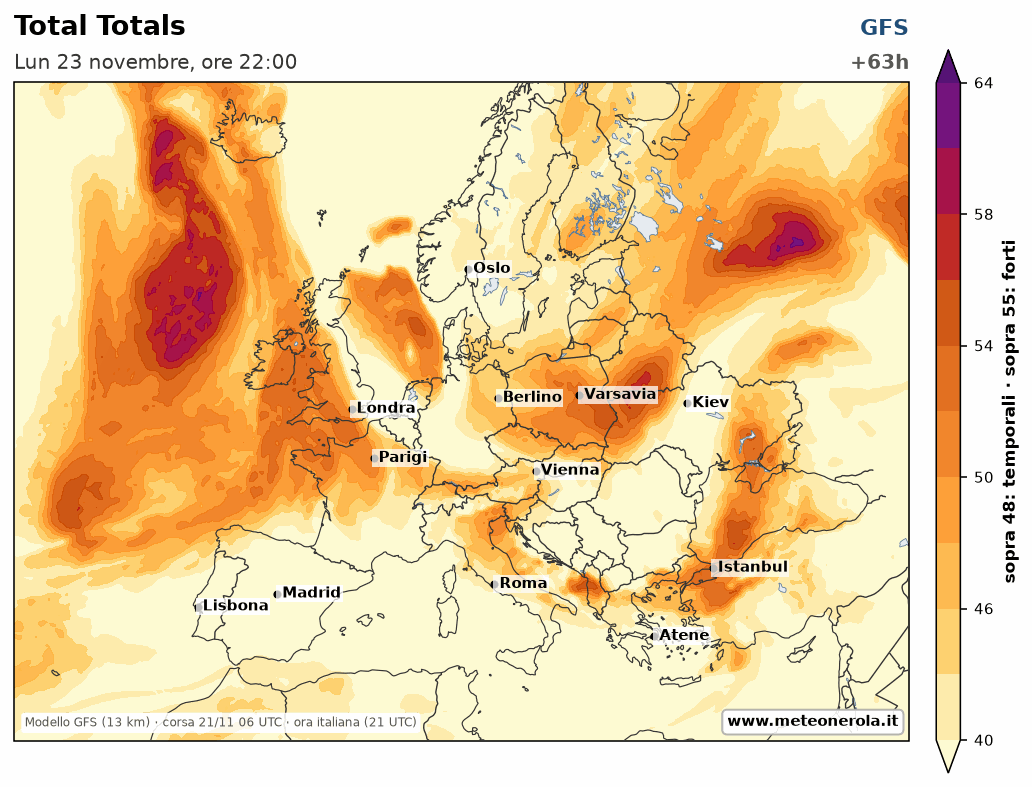 Total Totals
GFS
Lun 23 novembre, ore 22:00
+63h
64
58
54
50
46
40
sopra 48: temporali · sopra 55: forti
Oslo
Londra
Berlino
Varsavia
Kiev
Parigi
Vienna
Istanbul
Roma
Madrid
Lisbona
Atene
Modello GFS (13 km) · corsa 21/11 06 UTC · ora italiana (21 UTC)
www.meteonerola.it